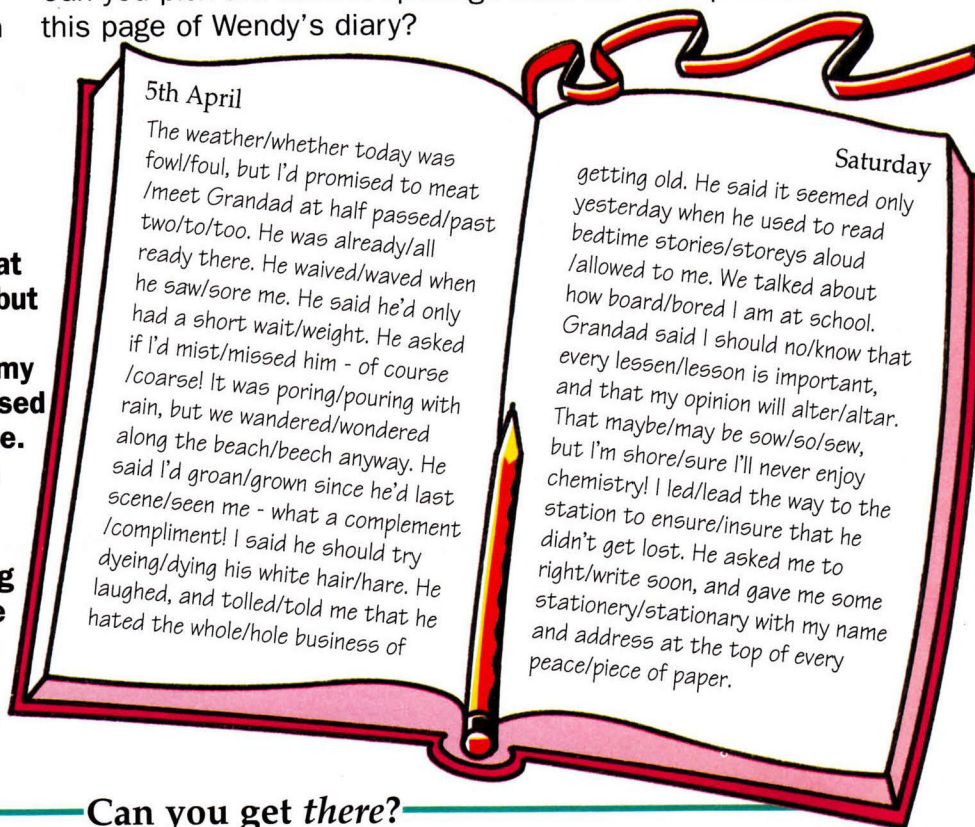 this page of Wendy's diary?
at
but
my
sed
e.
g
e
5th April
The weather/whether today was
fowl/foul, but I'd promised to meat
/meet Grandad at half passed/past
two/to/too. He was already/all
ready there. He waived/waved when
he saw/sore me. He said he'd only
had a short wait/weight. He asked
if I'd mist/missed him - of course
/coarse! It was poring/pouring with
rain, but we wandered/wondered
along the beach/beech anyway. He
said I'd groan/grown since he'd last
scene/seen me - what a complement
/compliment! I said he should try
dyeing/dying his white hair/hare. He
laughed, and tolled/told me that he
hated the whole/hole business of
Saturday
getting old. He said it seemed only
yesterday when he used to read
bedtime stories/storeys aloud
/allowed to me. We talked about
how board/bored I am at school.
Grandad said I should no/know that
every lessen/lesson is important,
and that my opinion will alter/altar.
That maybe/may be sow/so/sew,
but I'm shore/sure I'll never enjoy
chemistry! I led/lead the way to the
station to ensure/insure that he
didn't get lost. He asked me to
right/write soon, and gave me some
stationery/stationary with my name
and address at the top of every
peace/piece of paper.
Can you get there?